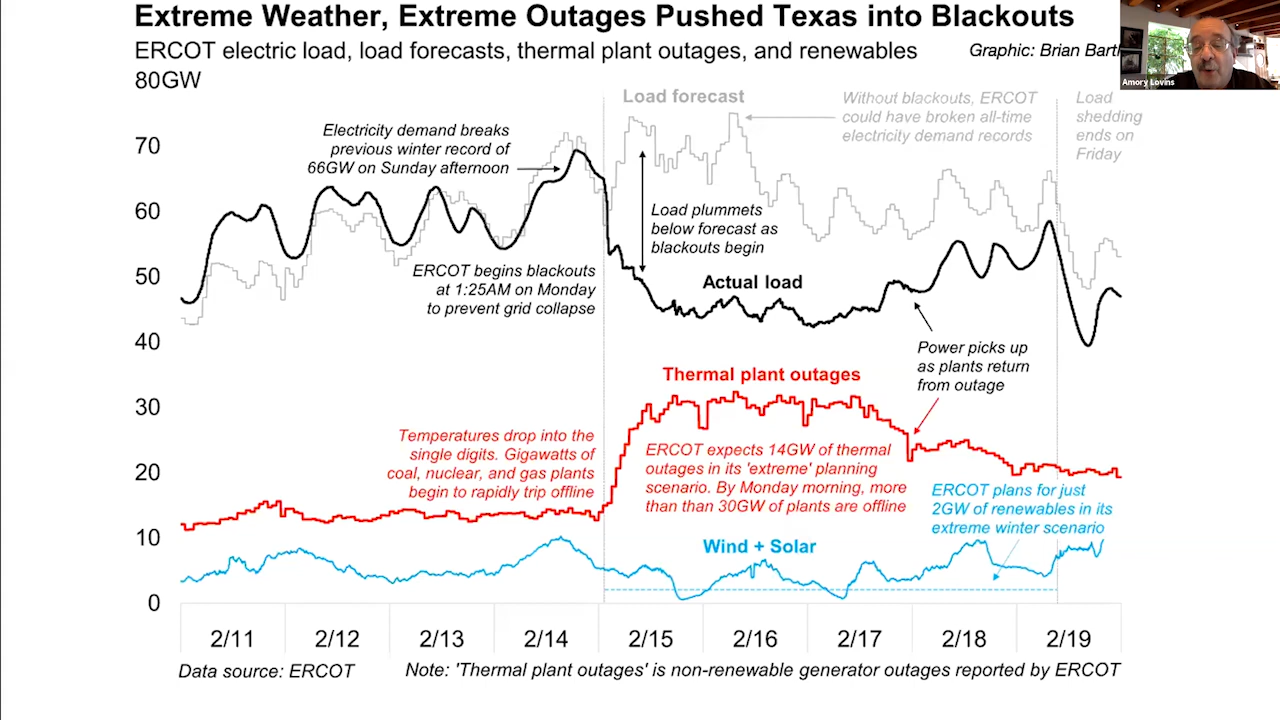 Extreme Weather, Extreme Outages Pushed Texas into Blackouts
ERCOT electric load, load forecasts, thermal plant outages, and renewables
Graphic: Brian
Amory Lovins
80GW
70
60
50
40
30
20
10
0
Load forecast
Without blackouts, ERCOT
could have broken all-time
electricity demand records
Load
shedding
ends on
Friday
Electricity demand breaks
previous winter record of
66GW on Sunday afternoon
Load plummets
below forecast as
blackouts begin
ERCOT begins blackouts
at 1:25AM on Monday
to prevent grid collapse
Actual load
Power picks up
as plants return
from outage
Thermal plant outages
Temperatures drop into the
single digits. Gigawatts of
coal, nuclear, and gas plants
begin to rapidly trip offline
ERCOT expects 14GW of thermal
outages in its 'extreme' planning
scenario. By Monday morning, more
than than 30GW of plants are offline
ERCOT plans for just
2GW of renewables in its
extreme winter scenario
Wind + Solar
2/11 2/12 2/13 2/14 2/15 2/16 2/17 2/18 2/19
Data source: ERCOT
Note: 'Thermal plant outages' is non-renewable generator outages reported by ERCOT